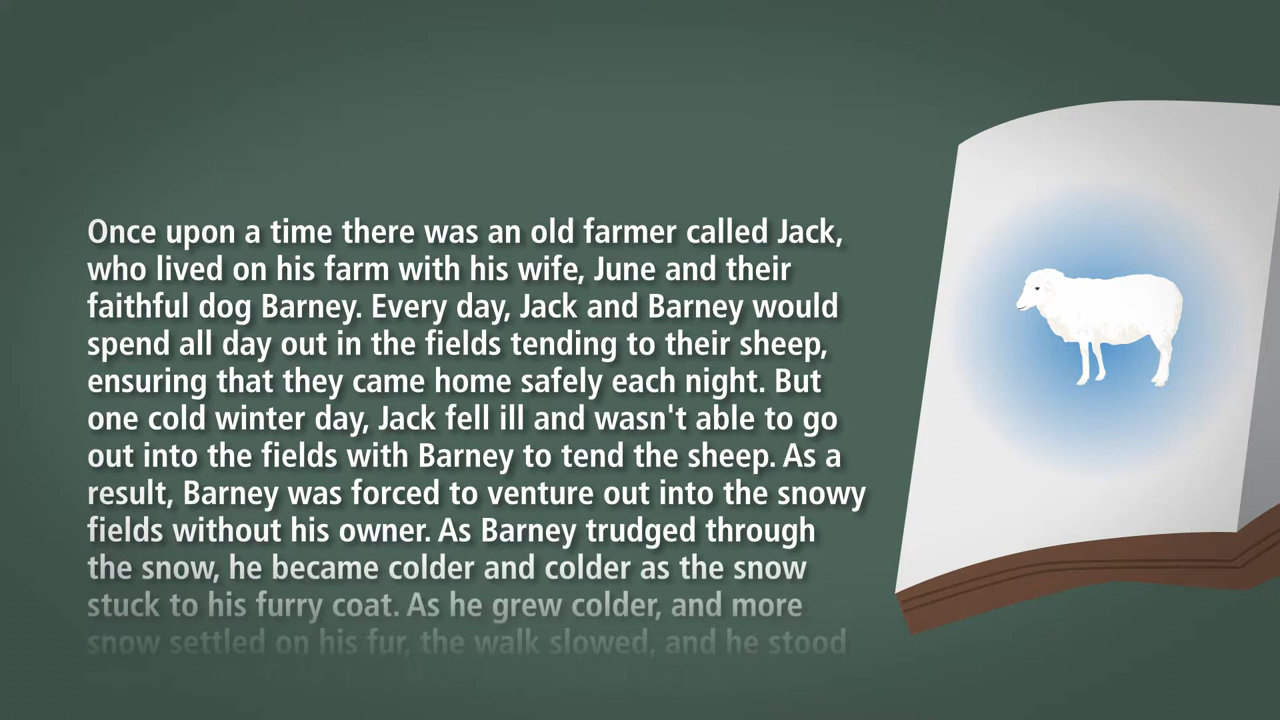 Once upon a time there was an old farmer called Jack,
who lived on his farm with his wife, June and their
faithful dog Barney. Every day, Jack and Barney would
spend all day out in the fields tending to their sheep,
ensuring that they came home safely each night. But
one cold winter day, Jack fell ill and wasn't able to go
out into the fields with Barney to tend the sheep. As a
result, Barney was forced to venture out into the snowy
fields without his owner. As Barney trudged through
the snow, he became colder and colder as the snow
stuck to his furry coat. As he grew colder, and more
snow settled on his fur, the walk slowed, and he stood